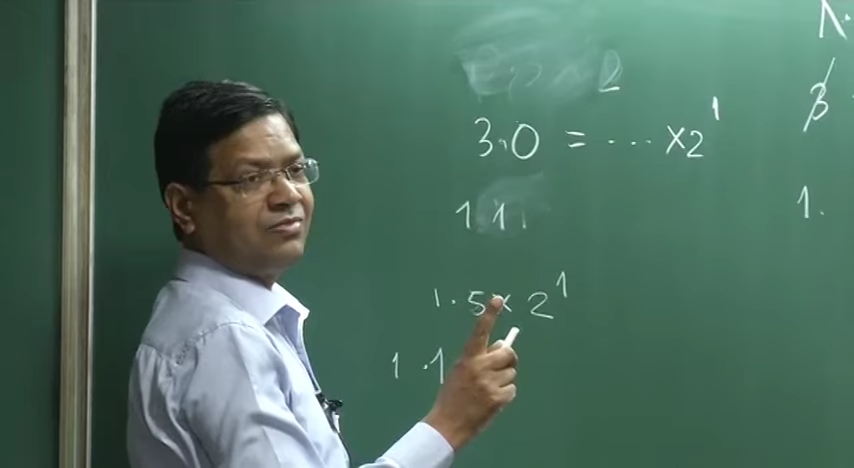 3.0 = ... ×2¹
1 1
1.5× 2¹
1.1
1.